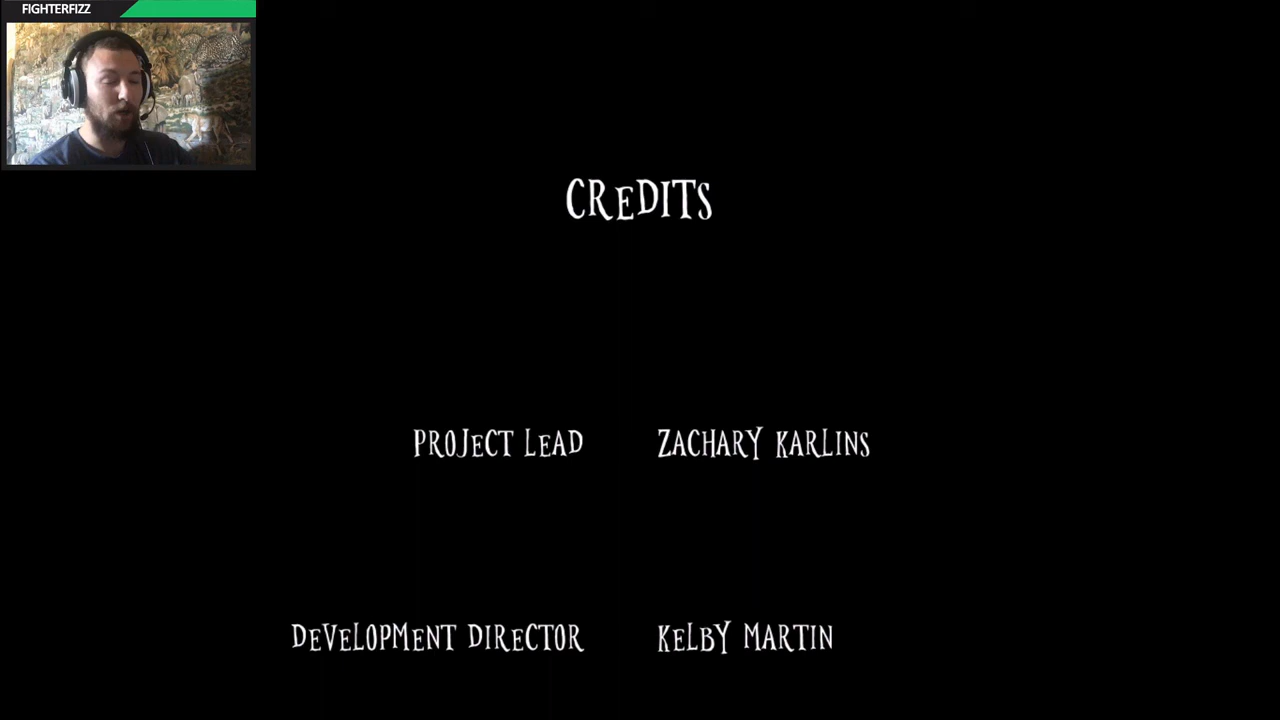 FIGHTERFIZZ
CREDITS
PROJECT LEAD ZACHARY KARLINS
DEVELOPMENT DIRECTOR KELBY MARTIN